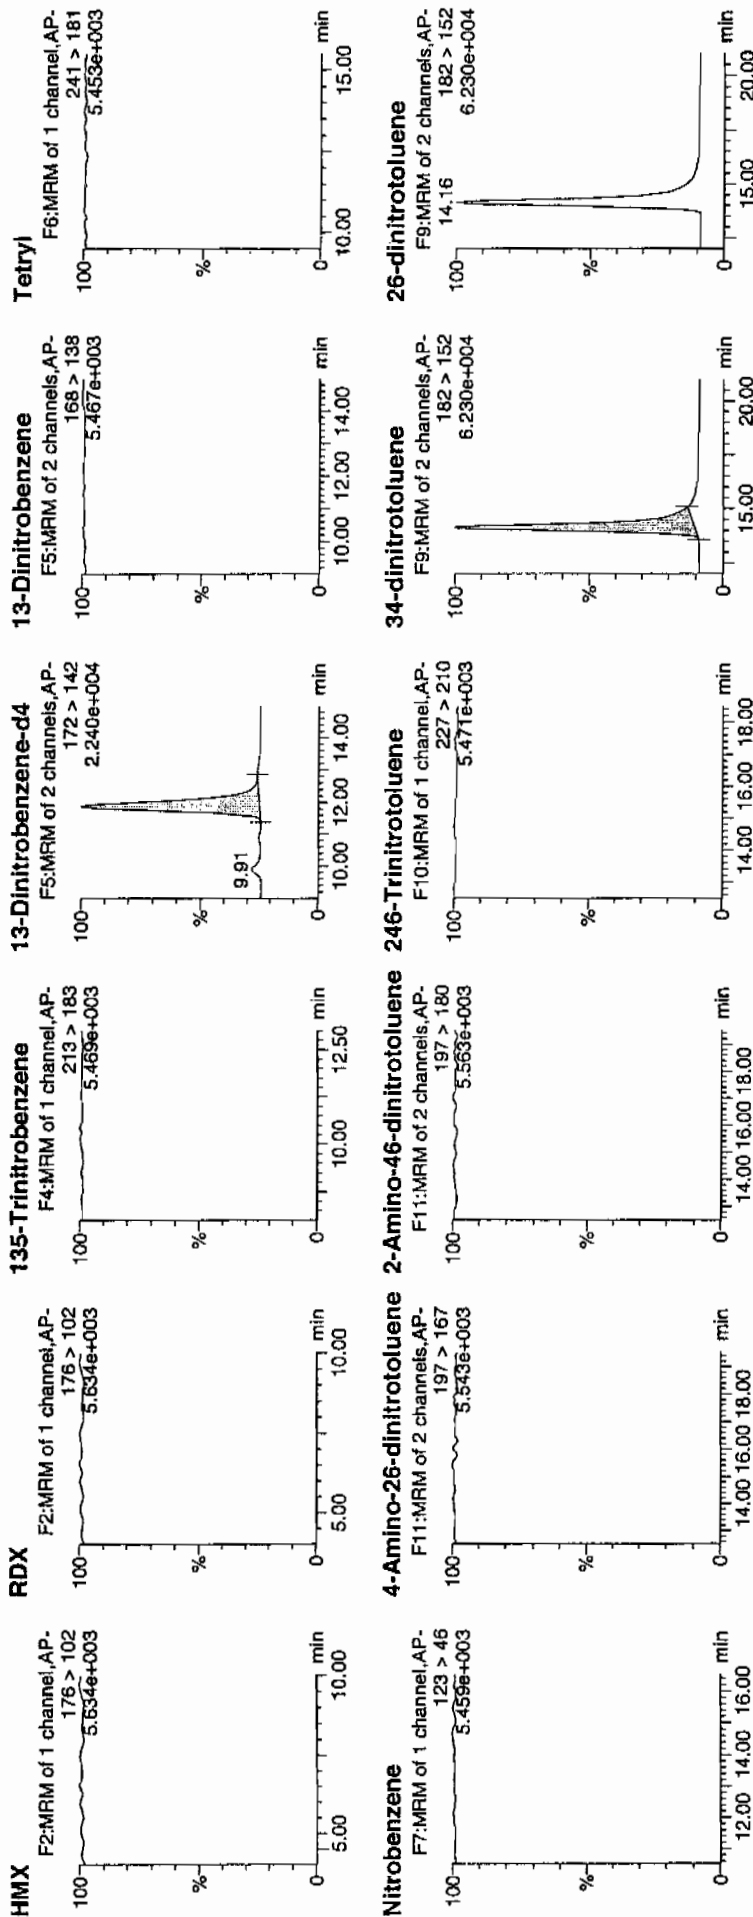 HMX
F2:MRM of 1 channel,AP-
176 > 102
5.634e+003
100
%
0
5.00
10.00
min
RDX
F2:MRM of 1 channel,AP-
176 > 102
5.634e+003
100
%
0
5.00
10.00
min
135-Trinitrobenzene
F4:MRM of 1 channel,AP-
213 > 183
5.469e+003
100
%
0
10.00
12.50
min
13-Dinitrobenzene-d4
F5:MRM of 2 channels,AP-
172 > 142
2.240e+004
100
9.91
%
0
10.00
12.00
14.00
min
13-Dinitrobenzene
F5:MRM of 2 channels,AP-
168 > 138
5.467e+003
100
%
0
10.00
12.00
14.00
min
Tetryl
F6:MRM of 1 channel,AP-
241 > 181
5.453e+003
100
%
0
10.00
15.00
min
Nitrobenzene
F7:MRM of 1 channel,AP-
123 > 46
5.459e+003
100
%
0
12.00
14.00
16.00
min
4-Amino-26-dinitrotoluene
F11:MRM of 2 channels,AP-
197 > 167
5.543e+003
100
%
0
14.00
16.00
18.00
min
2-Amino-46-dinitrotoluene
F11:MRM of 2 channels,AP-
197 > 180
5.563e+003
100
%
0
14.00
16.00
18.00
min
246-Trinitrotoluene
F10:MRM of 1 channel,AP-
227 > 210
5.471e+003
100
%
0
14.00
16.00
18.00
min
34-dinitrotoluene
F9:MRM of 2 channels,AP-
182 > 152
6.230e+004
100
%
0
15.00
20.00
min
26-dinitrotoluene
F9:MRM of 2 channels,AP-
182 > 152
6.230e+004
14.16
100
%
0
15.00
20.00
min